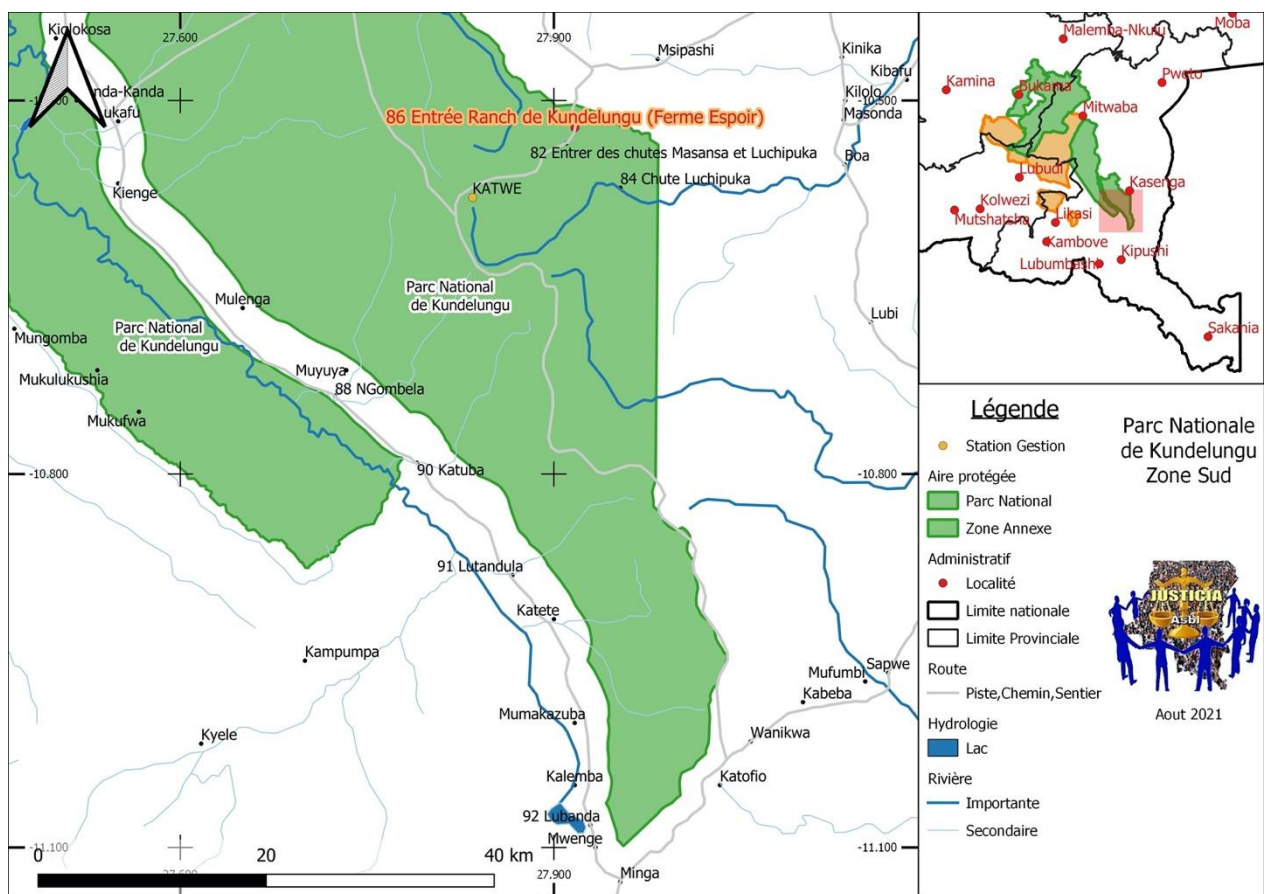 27.600
27.900
Kiolokosa
Msipashi
Kinika
Kibafu
nda-Kanda
-10.500
Kilolo
ukafu
86 Entrée Ranch de Kundelungu (Ferme Espoir)
Masonda
82 Entrer des chutes Masansa et Luchipuka
Boa
84 Chute Luchipuka
Kienge
KATWE
Parc National
de Kundelungu
Mulenga
Parc National
de Kundelungu
Lubi
Mungomba
Mukulukushia
Muyuya
88 NGombela
Mukufwa
-10.800
90 Katuba
-10.800
91 Lutandula
Katete
Kampumpa
Sapwe
Mufumbi
Kabeba
Mumakazuba
Kyele
Wanikwa
Kalemba
Katofio
92 Lubanda
Mwenge
-11.100
-11.100
0
20
40 km
27.600
27.900
Minga
Moba
Malemba-Nkulu
Pweto
Kamina
Bukama
Mitwaba
Lubudi
Kasenga
Kolwezi
Mutshatsha
Likasi
Kambove
Kipushi
Lubumbashi
Sakania
Légende
Station Gestion
Aire protégée
Parc National
Zone Annexe
Administratif
Localité
Limite nationale
Limite Provinciale
Route
Piste,Chemin,Sentier
Hydrologie
Lac
Rivière
Importante
Secondaire
Parc Nationale
de Kundelungu
Zone Sud
JUSTICIA
Asbl
Aout 2021